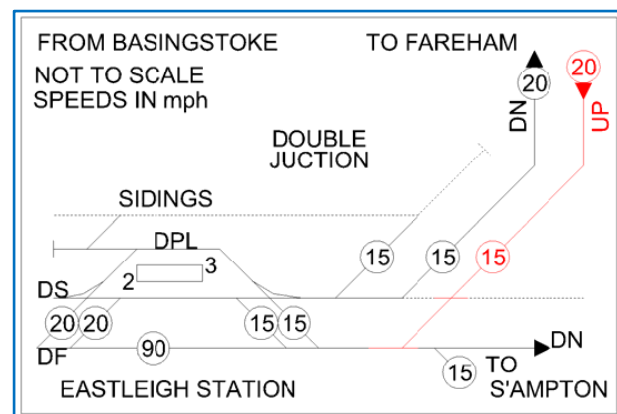 FROM BASINGSTOKE
TO FAREHAM
20
NOT TO SCALE
20
SPEEDS IN mph
DN
UP
DOUBLE
JUCTION
SIDINGS
DPL
15
15
15
3
2
DS
20
20
15
15
DF
90
DN
15
TO
EASTLEIGH STATION
S'AMPTON